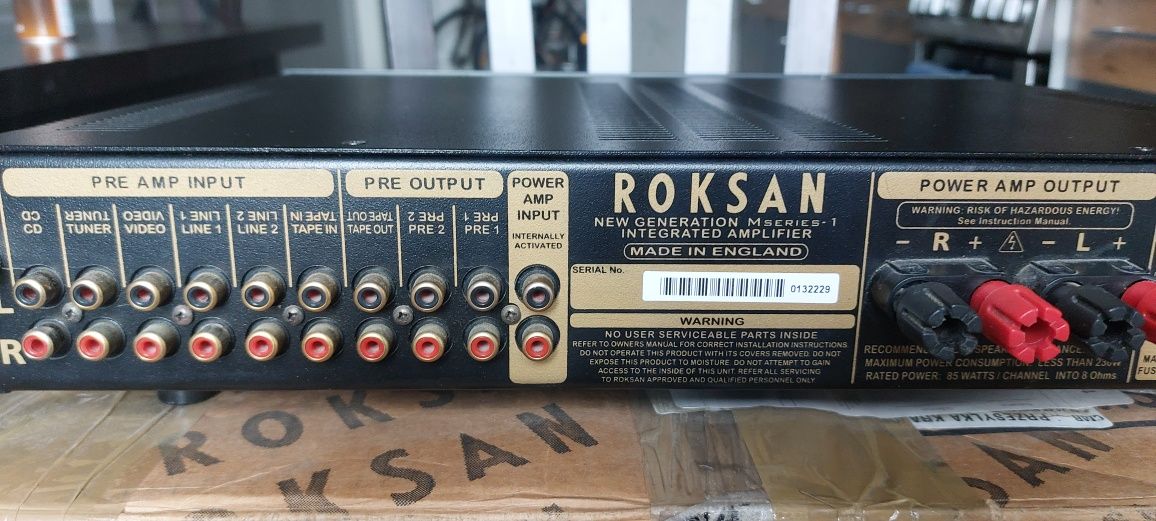 PRE AMP INPUT
CD
TUNER
VIDEO
LINE 1
LINE 2
TAPE IN
CD
TUNER
VIDEO
LINE 1
LINE 2
TAPE IN
PRE OUTPUT
TAPE OUT
PRE 2
PRE 1
TAPE OUT
PRE 2
PRE 1
POWER
AMP
INPUT
INTERNALLY
ACTIVATED
L
R
ROKSAN
NEW GENERATION M SERIES-1
INTEGRATED AMPLIFIER
MADE IN ENGLAND
SERIAL No.
0132229
WARNING
NO USER SERVICEABLE PARTS INSIDE
REFER TO OWNERS MANUAL FOR CORRECT INSTALLATION INSTRUCTIONS.
DO NOT OPERATE THIS PRODUCT WITH ITS COVERS REMOVED. DO NOT
EXPOSE THIS PRODUCT TO MOISTURE. DO NOT ATTEMPT TO GAIN
ACCESS TO THE INSIDE OF THIS UNIT. REFER ALL SERVICING
TO ROKSAN APPROVED AND QUALIFIED PERSONNEL ONLY.
POWER AMP OUTPUT
WARNING: RISK OF HAZARDOUS ENERGY!
See Instruction Manual.
- R + - L +
MAXIMUM POWER CONSUMPTION: LESS THAN 230W
RATED POWER: 85 WATTS / CHANNEL INTO 8 Ohms
ROKSAN
OKSAN
PRZESYLKA